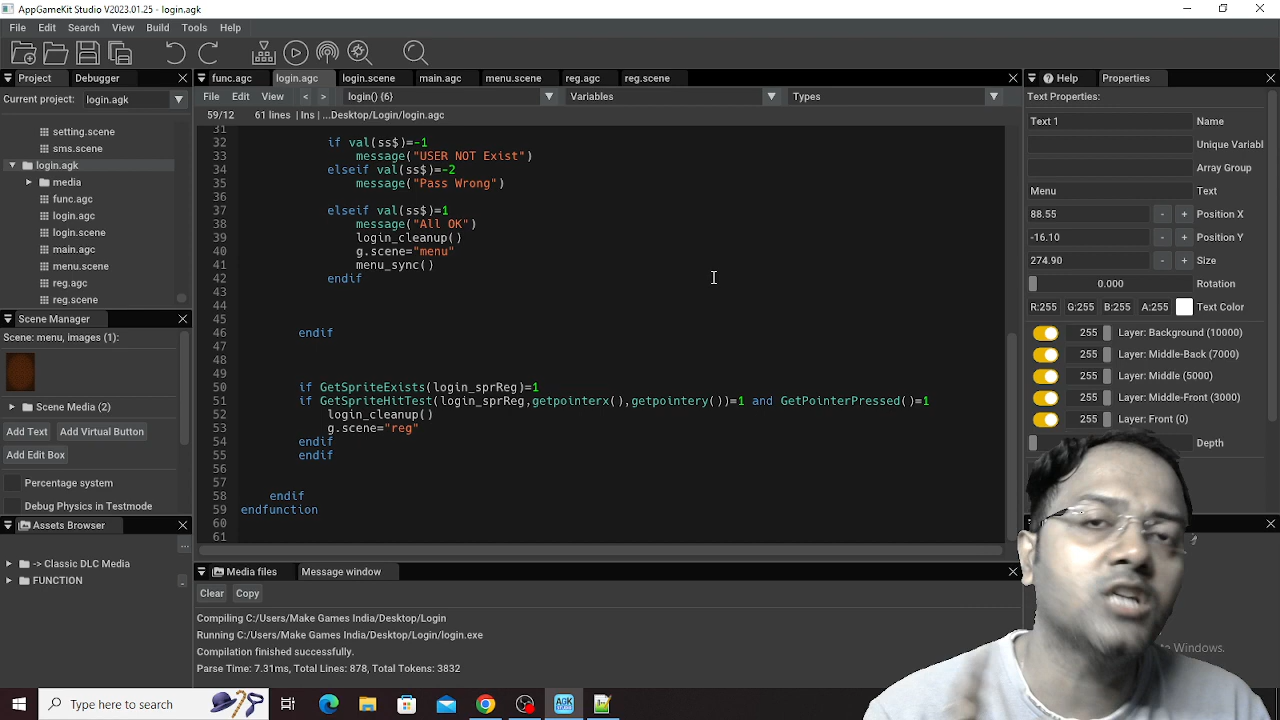 AppGameKit Studio V2023.01.25 - login.agk
File Edit Search View Build Tools Help
Project Debugger
Current project: login.agk
setting.scene
sms.scene
login.agk
media
func.agc
login.agc
login.scene
main.agc
menu.scene
reg.agc
reg.scene
Scene Manager
Scene: menu, Images (1):
Scene Media (2)
Add Text Add Virtual Button
Add Edit Box
Percentage system
Debug Physics in Testmode
Assets Browser
...
-> Classic DLC Media
FUNCTION
func.agc login.agc login.scene main.agc menu.scene reg.agc reg.scene
File Edit View < > login() {6} Variables Types
59/12 61 lines | Ins | ...Desktop/Login/login.agc
31
32 if val(ss$)=-1
33 message("USER NOT Exist")
34 elseif val(ss$)=-2
35 message("Pass Wrong")
36
37 elseif val(ss$)=1
38 message("All OK")
39 login_cleanup()
40 g.scene="menu"
41 menu_sync()
42 endif
43
44
45
46 endif
47
48
49
50 if GetSpriteExists(login_sprReg)=1
51 if GetSpriteHitTest(login_sprReg,getpointerx(),getpointery())=1 and GetPointerPressed()=1
52 login_cleanup()
53 g.scene="reg"
54 endif
55 endif
56
57
58 endif
59 endfunction
60
61
Media files Message window
Clear Copy
Compiling C:/Users/Make Games India/Desktop/Login
Running C:/Users/Make Games India/Desktop/Login/login.exe
Compilation finished successfully.
Parse Time: 7.31ms, Total Lines: 878, Total Tokens: 3832
Help Properties
Text Properties:
Text 1 Name
Unique Variabl
Array Group
Menu Text
88.55 - + Position X
-16.10 - + Position Y
274.90 - + Size
0.000 Rotation
R:255 G:255 B:255 A:255 Text Color
255 Layer: Background (10000)
255 Layer: Middle-Back (7000)
255 Layer: Middle (5000)
255 Layer: Middle-Front (3000)
255 Layer: Front (0)
Depth
Windows.
Type here to search
AGK
STUDIO